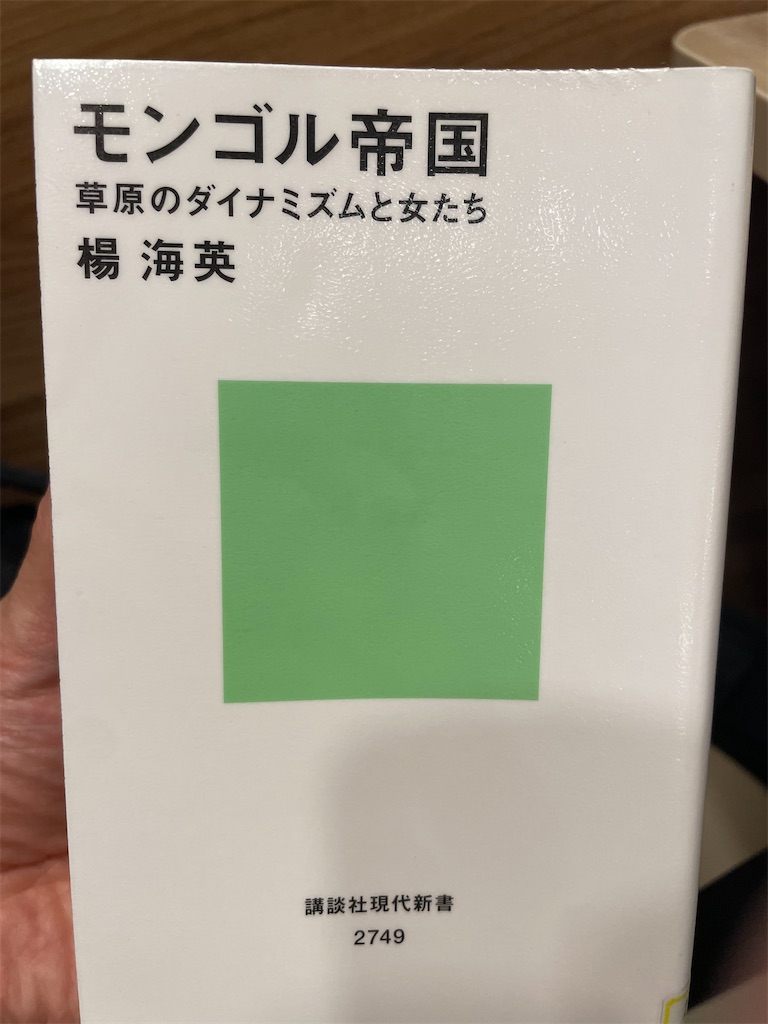 モンゴル帝国
草原のダイナミズムと女たち
楊 海英
講談社現代新書
2749